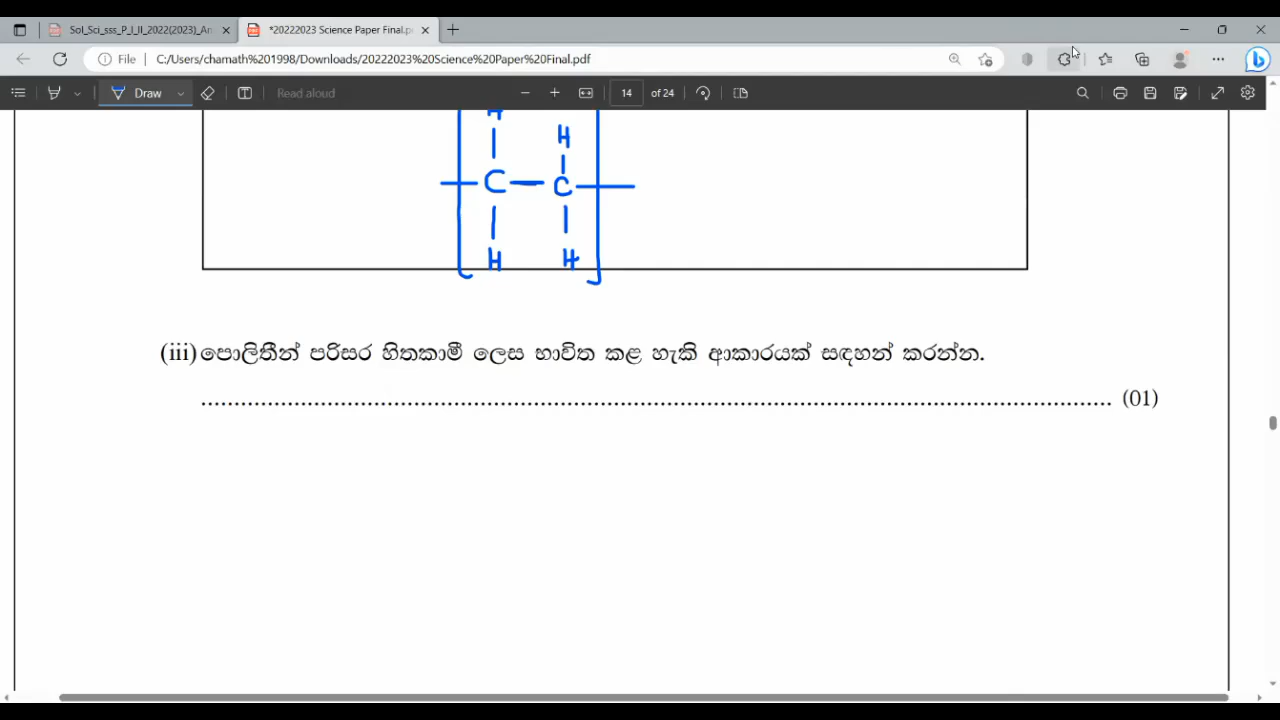 Sol_Sci_sss_P_I_II_2022(2023)_An
*20222023 Science Paper Final.p
File
C:/Users/chamath%201998/Downloads/20222023%20Science%20Paper%20Final.pdf
Draw
Read aloud
14 of 24
H H
C C
H H
(iii) පොලිතීන් පරිසර හිතකාමී ලෙස භාවිත කළ හැකි ආකාරයක් සඳහන් කරන්න.
.................................................................................................................. (01)